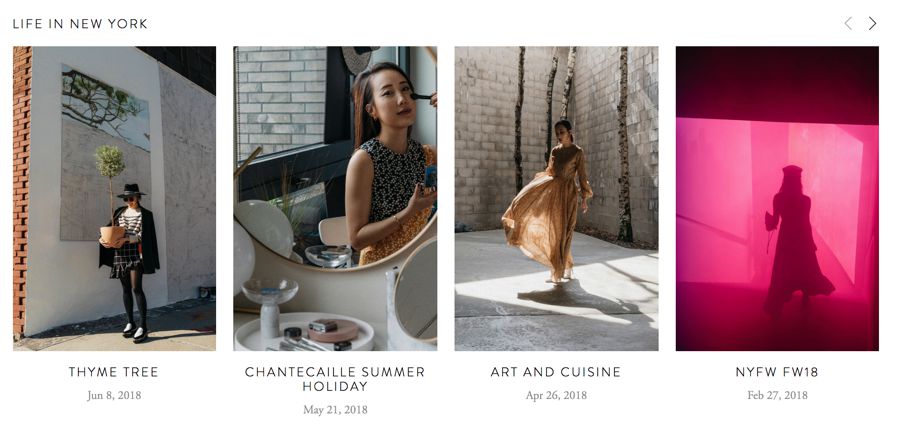 LIFE IN NEW YORK
THYME TREE
Jun 8, 2018
CHANTECAILLE SUMMER
HOLIDAY
May 21, 2018
ART AND CUISINE
Apr 26, 2018
NYFW FW18
Feb 27, 2018